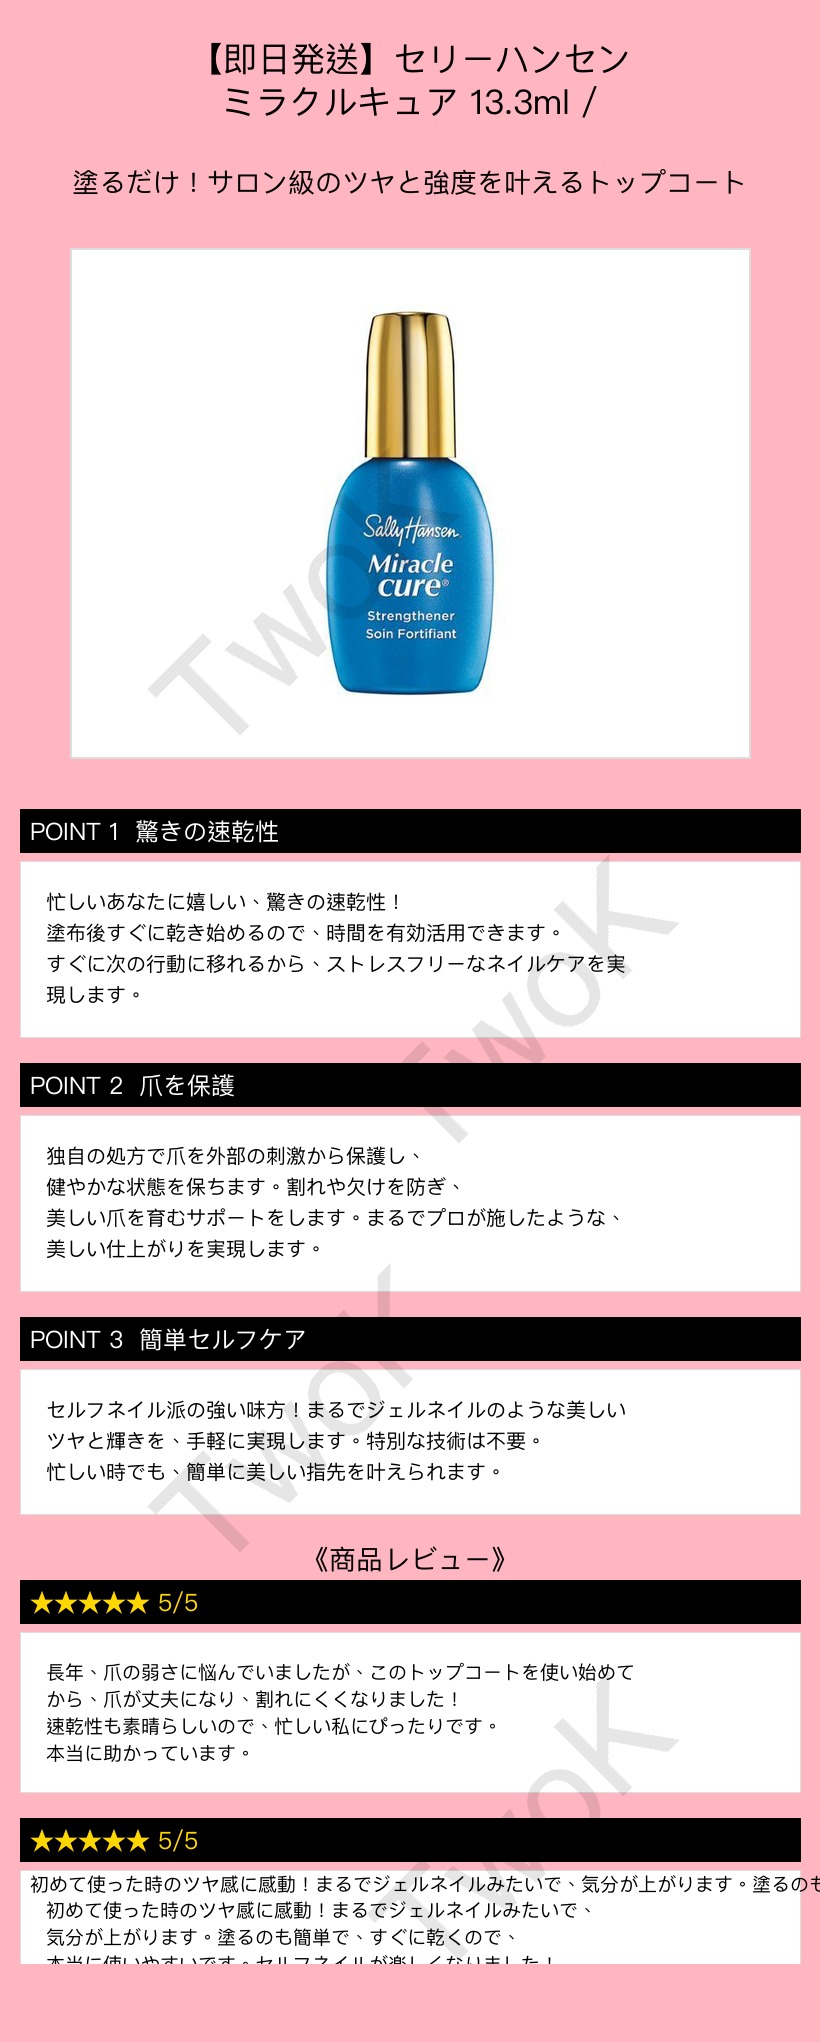 【即日発送】セリーハンセン
ミラクルキュア 13.3ml /
塗るだけ！サロン級のツヤと強度を叶えるトップコート
Sally Hansen
Miracle
cure®
Strengthener
Soin Fortifiant
TwoK
POINT 1 驚きの速乾性
忙しいあなたに嬉しい、驚きの速乾性！
塗布後すぐに乾き始めるので、時間を有効活用できます。
すぐに次の行動に移れるから、ストレスフリーなネイルケアを実
現します。
TwoK
POINT 2 爪を保護
独自の処方で爪を外部の刺激から保護し、
健やかな状態を保ちます。割れや欠けを防ぎ、
美しい爪を育むサポートをします。まるでプロが施したような、
美しい仕上がりを実現します。
POINT 3 簡単セルフケア
セルフネイル派の強い味方！まるでジェルネイルのような美しい
ツヤと輝きを、手軽に実現します。特別な技術は不要。
忙しい時でも、簡単に美しい指先を叶えられます。
TwoK
《商品レビュー》
★★★★★ 5/5
長年、爪の弱さに悩んでいましたが、このトップコートを使い始めて
から、爪が丈夫になり、割れにくくなりました！
速乾性も素晴らしいので、忙しい私にぴったりです。
本当に助かっています。
TwoK
★★★★★ 5/5
初めて使った時のツヤ感に感動！まるでジェルネイルみたいで、気分が上がります。塗るのも
初めて使った時のツヤ感に感動！まるでジェルネイルみたいで、
気分が上がります。塗るのも簡単で、すぐに乾くので、
本当に使いやすいです。セルフネイルが楽しくなりました！